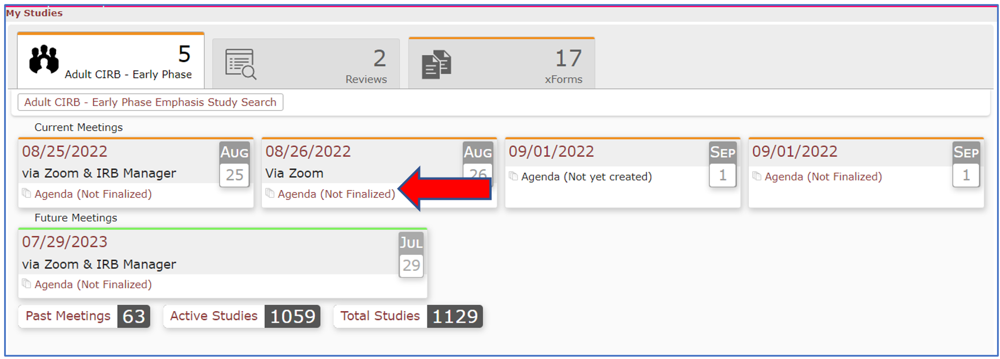 My Studies
5
Adult CIRB - Early Phase
2
Reviews
17
xForms
Adult CIRB - Early Phase Emphasis Study Search
Current Meetings
08/25/2022
AUG
25
via Zoom & IRB Manager
Agenda (Not Finalized)
08/26/2022
AUG
26
Via Zoom
Agenda (Not Finalized)
09/01/2022
SEP
1
Agenda (Not yet created)
09/01/2022
SEP
1
Agenda (Not Finalized)
Future Meetings
07/29/2023
JUL
29
via Zoom & IRB Manager
Agenda (Not Finalized)
Past Meetings 63
Active Studies 1059
Total Studies 1129